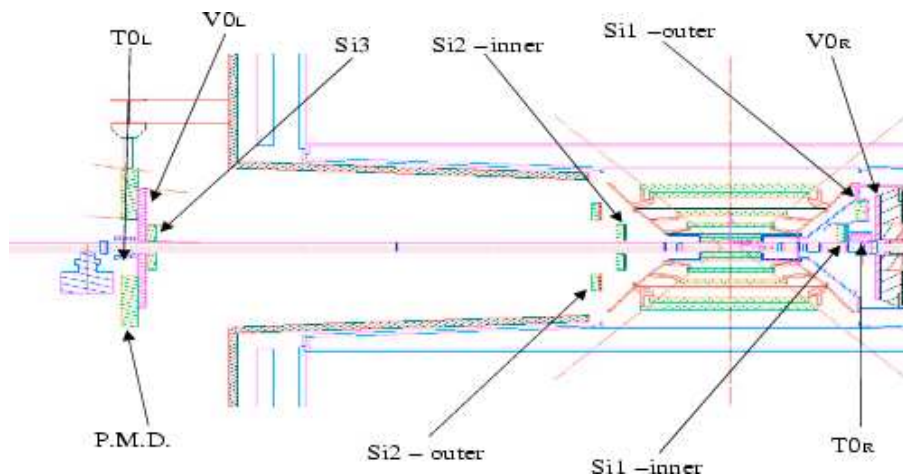 T0L
V0L
Si3
Si2 – inner
Si1 – outer
V0R
P.M.D.
Si2 – outer
Si1 – inner
T0R